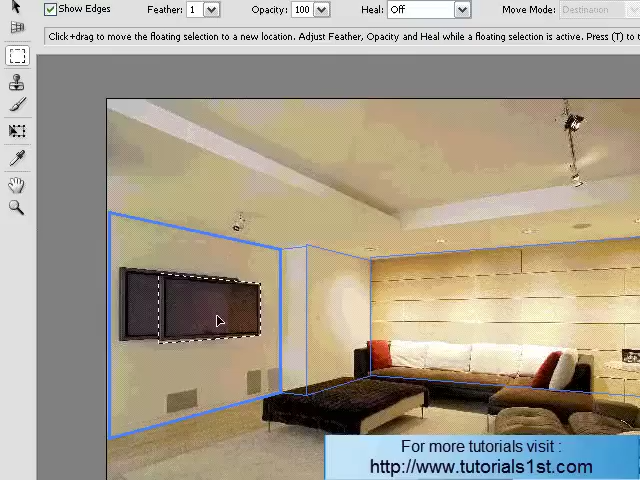 Show Edges Feather: 1 Opacity: 100 Heal: Off Move Mode: Destination
Click+drag to move the floating selection to a new location. Adjust Feather, Opacity and Heal while a floating selection is active. Press (T) to t
For more tutorials visit :
http://www.tutorials1st.com